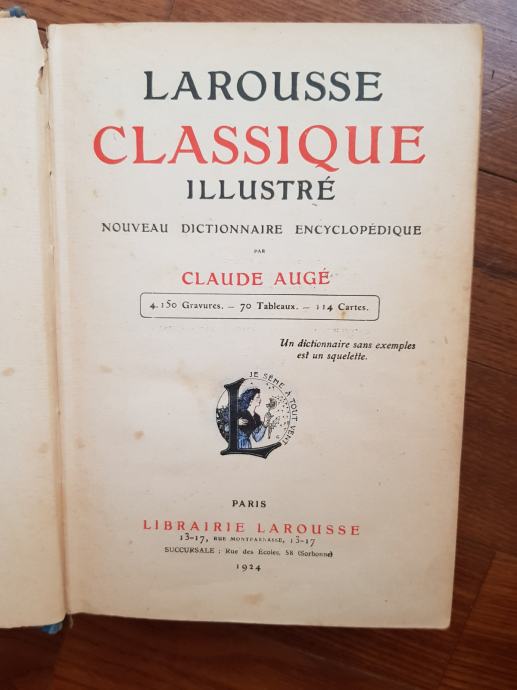 LAROUSSE
CLASSIQUE
ILLUSTRÉ
NOUVEAU DICTIONNAIRE ENCYCLOPÉDIQUE
PAR
CLAUDE AUGÉ
4.150 Gravures. — 70 Tableaux. — 114 Cartes.
Un dictionnaire sans exemples
est un squelette.
JE SÈME À TOUT VENT
L
PARIS
LIBRAIRIE LAROUSSE
13-17, RUE MONTPARNASSE, 13-17
SUCCURSALE : Rue des Écoles, 58 (Sorbonne)
1924